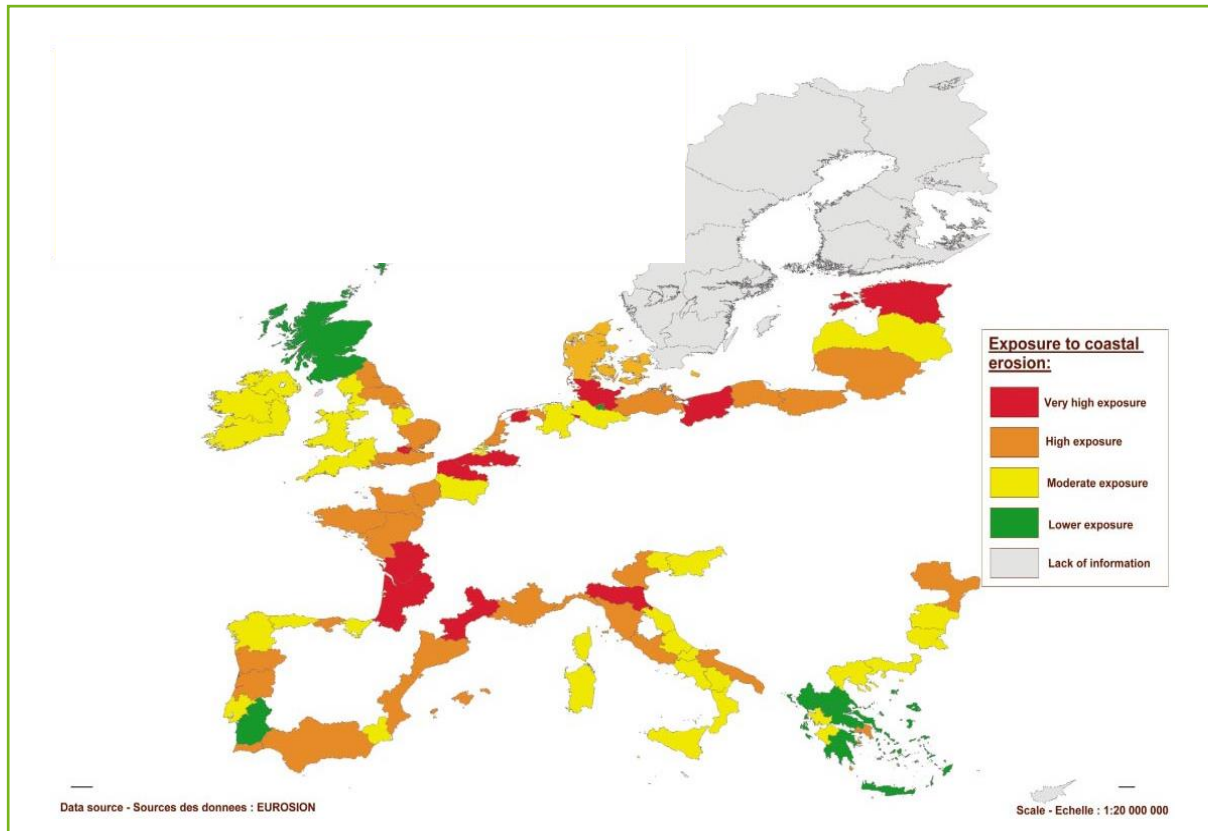 Exposure to coastal
erosion:
Very high exposure
High exposure
Moderate exposure
Lower exposure
Lack of information
Data source - Sources des donnees : EUROSION
Scale - Echelle : 1:20 000 000